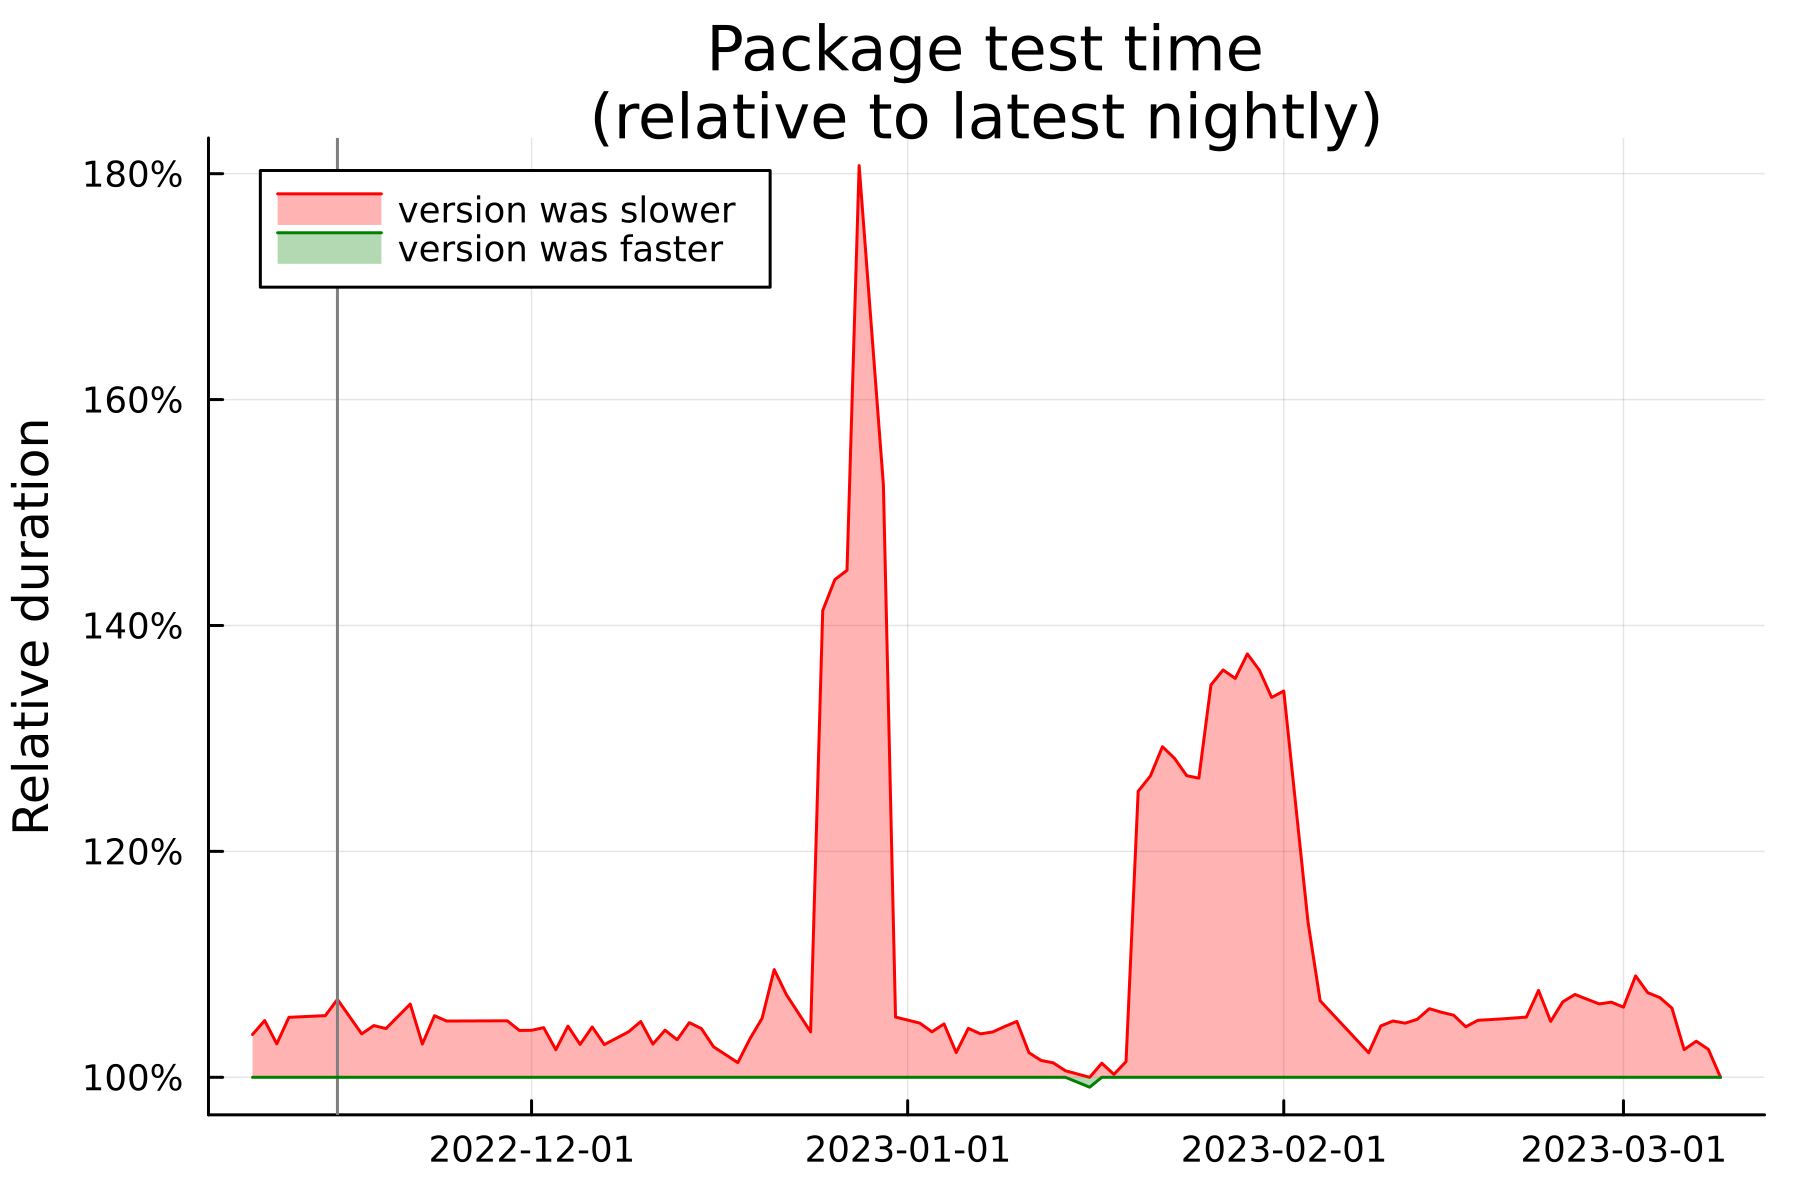 Package test time
(relative to latest nightly)
180%
version was slower
version was faster
160%
140%
120%
100%
Relative duration
2022-12-01
2023-01-01
2023-02-01
2023-03-01